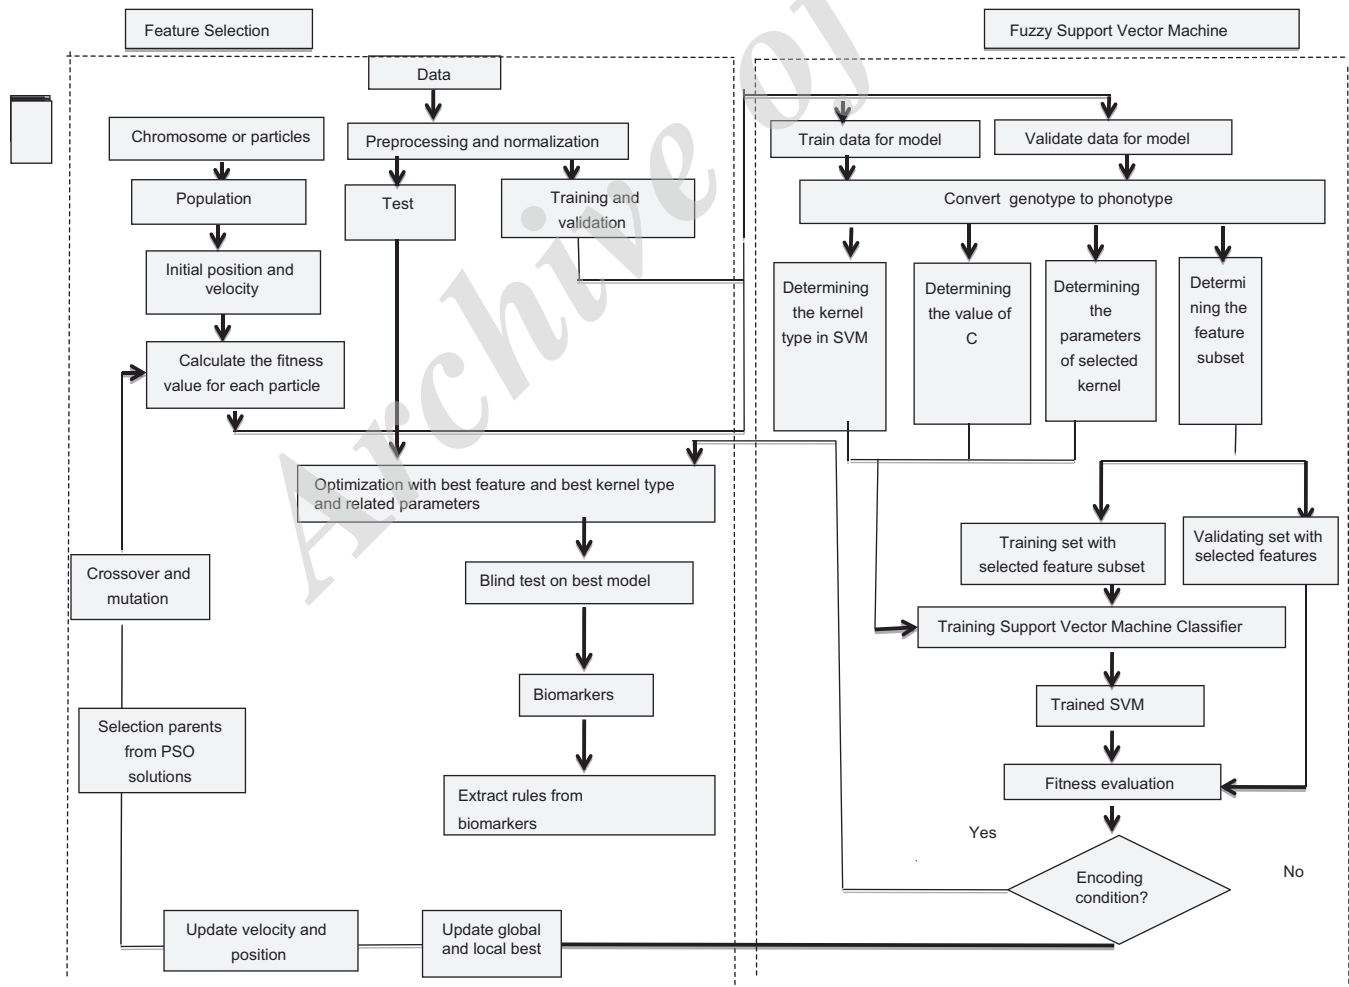 Feature Selection
Fuzzy Support Vector Machine
Data
Chromosome or particles
Preprocessing and normalization
Population
Test
Training and
validation
Initial position and
velocity
Calculate the fitness
value for each particle
Optimization with best feature and best kernel type
and related parameters
Crossover and
mutation
Blind test on best model
Biomarkers
Selection parents
from PSO
solutions
Extract rules from
biomarkers
Update velocity and
position
Update global
and local best
Train data for model
Validate data for model
Convert genotype to phonotype
Determining
the kernel
type in SVM
Determining
the value of
C
Determining
the
parameters
of selected
kernel
Determi
ning the
feature
subset
Training set with
selected feature subset
Validating set with
selected features
Training Support Vector Machine Classifier
Trained SVM
Fitness evaluation
Yes
No
Encoding
condition?
Archive of